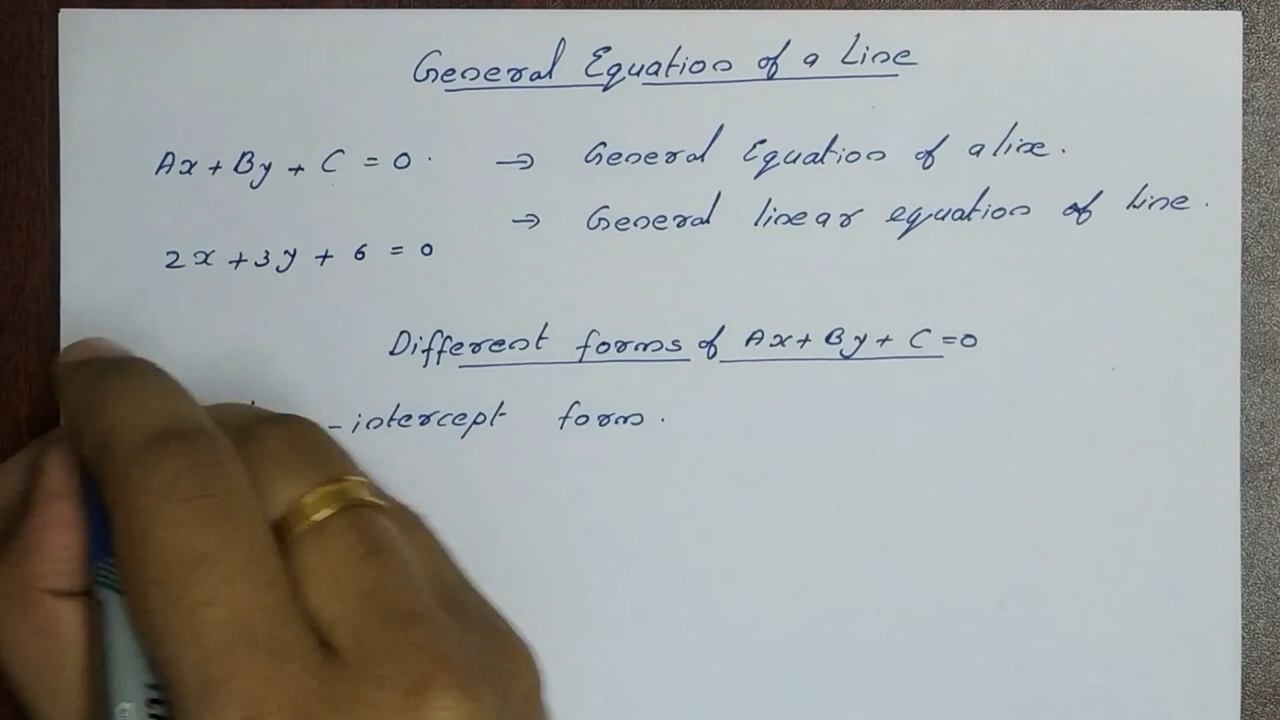 General Equation of a Line
Ax + By + C = 0. → General Equation of a line.
→ General linear equation of line.
2x + 3y + 6 = 0
Different forms of Ax + By + C = 0
-intercept form.